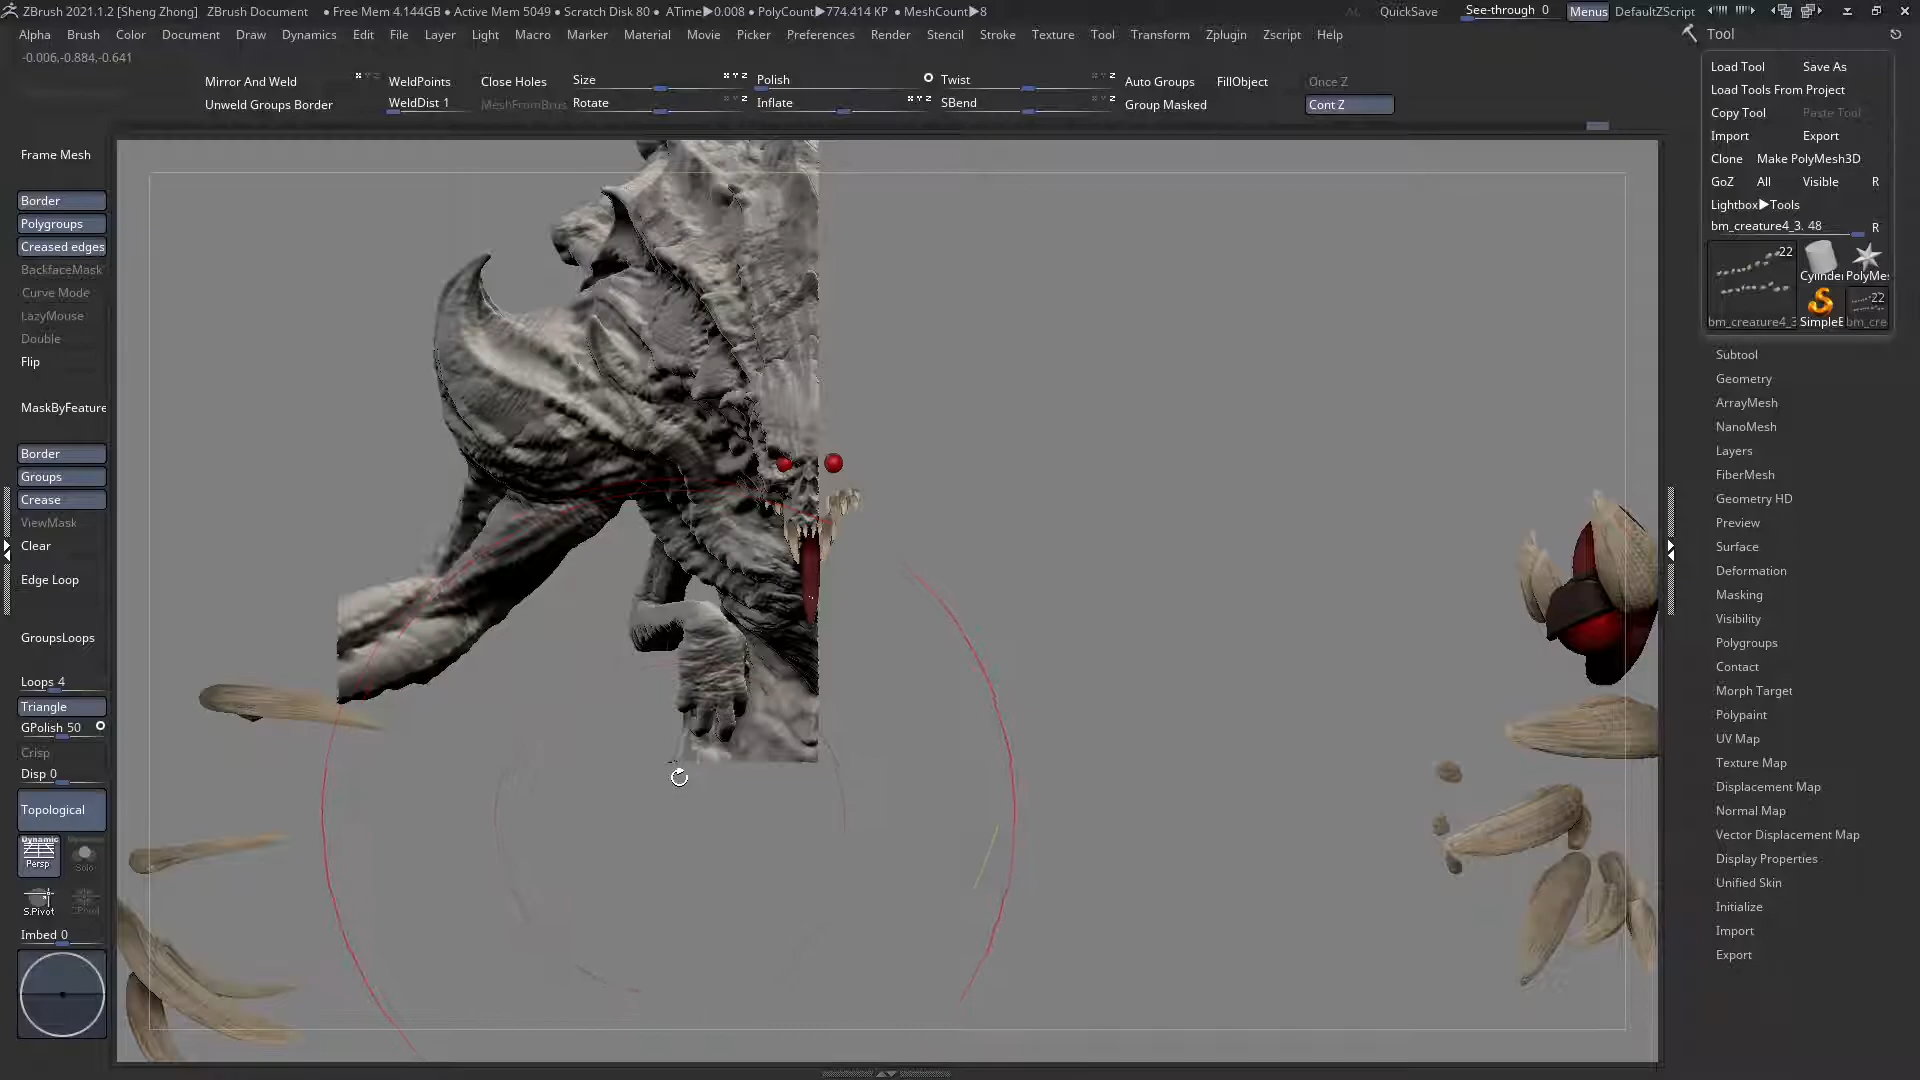 ZBrush 2021.1.2 [Sheng Zhong] ZBrush Document • Free Mem 4.144GB • Active Mem 5049 • Scratch Disk 80 • ATime▶0.008 • PolyCount▶774.414 KP • MeshCount▶8 AC QuickSave See-through 0 Menus DefaultZScript
Alpha Brush Color Document Draw Dynamics Edit File Layer Light Macro Marker Material Movie Picker Preferences Render Stencil Stroke Texture Tool Transform Zplugin Zscript Help
-0.006,-0.884,-0.641
Mirror And Weld WeldPoints Close Holes Size Polish Twist Auto Groups FillObject Once Z
Unweld Groups Border WeldDist 1 MeshFromBrus Rotate Inflate SBend Group Masked Cont Z
Frame Mesh
Border
Polygroups
Creased edges
BackfaceMask
Curve Mode
LazyMouse
Double
Flip
MaskByFeature
Border
Groups
Crease
ViewMask
Clear
Edge Loop
GroupsLoops
Loops 4
Triangle
GPolish 50
Crisp
Disp 0
Topological
Dynamic
Persp Solo
S.Pivot
Imbed 0
Tool
Load Tool Save As
Load Tools From Project
Copy Tool Paste Tool
Import Export
Clone Make PolyMesh3D
GoZ All Visible R
Lightbox▶Tools
bm_creature4_3. 48 R
22
Cylinder PolyMes
22
bm_creature4_3 SimpleE bm_cre
Subtool
Geometry
ArrayMesh
NanoMesh
Layers
FiberMesh
Geometry HD
Preview
Surface
Deformation
Masking
Visibility
Polygroups
Contact
Morph Target
Polypaint
UV Map
Texture Map
Displacement Map
Normal Map
Vector Displacement Map
Display Properties
Unified Skin
Initialize
Import
Export